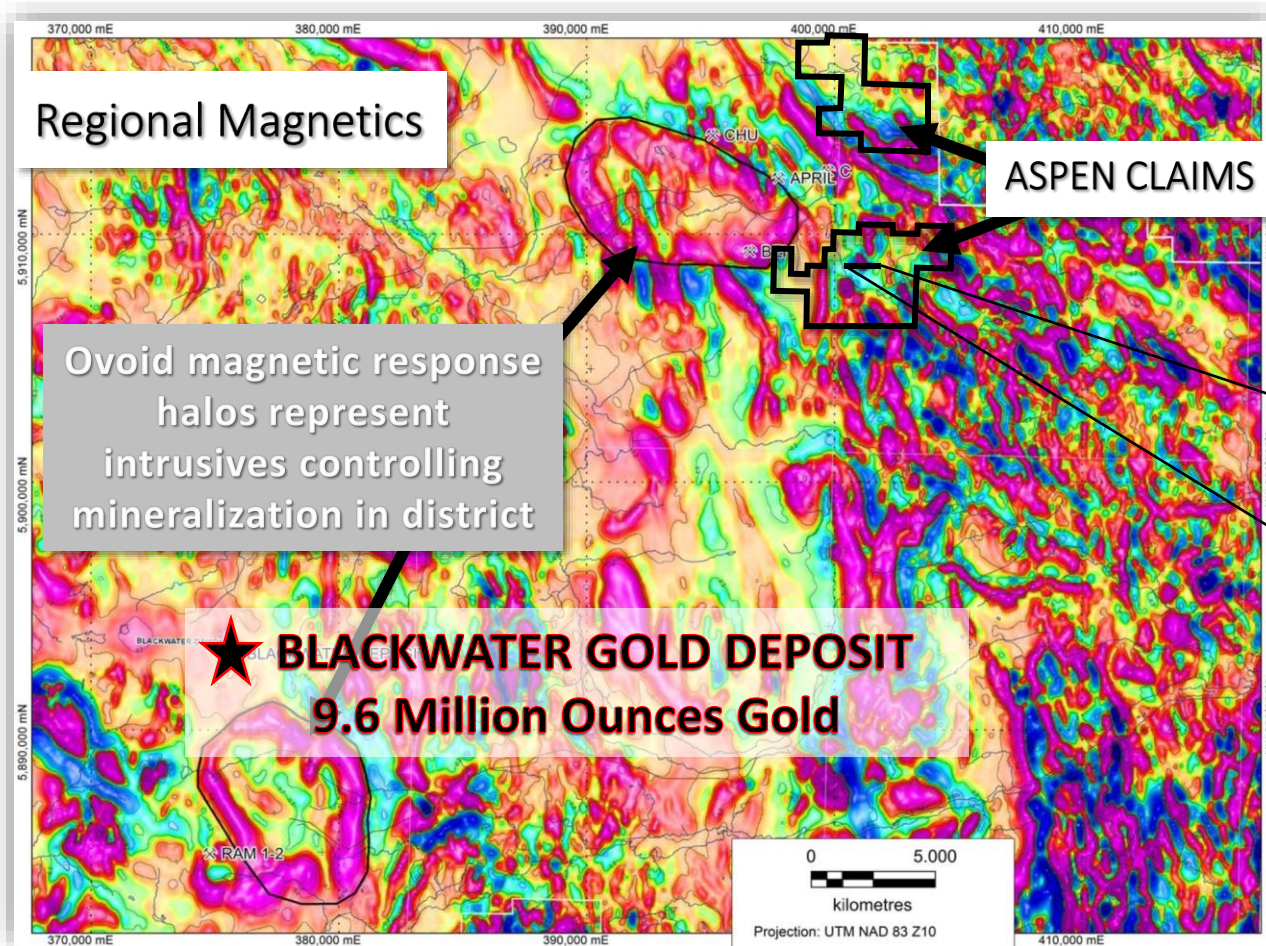 370,000 mE
380,000 mE
390,000 mE
400,000 mE
410,000 mE
Regional Magnetics
CHU
APRIL
C
ASPEN CLAIMS
5,910,000 mN
Ovoid magnetic response
halos represent
intrusives controlling
mineralization in district
5,900,000 mN
BLACKWATER
BLACKWATER GOLD DEPOSIT
9.6 Million Ounces Gold
5,890,000 mN
RAM 1-2
0 5.000
kilometres
Projection: UTM NAD 83 Z10
370,000 mE
380,000 mE
390,000 mE
410,000 mE